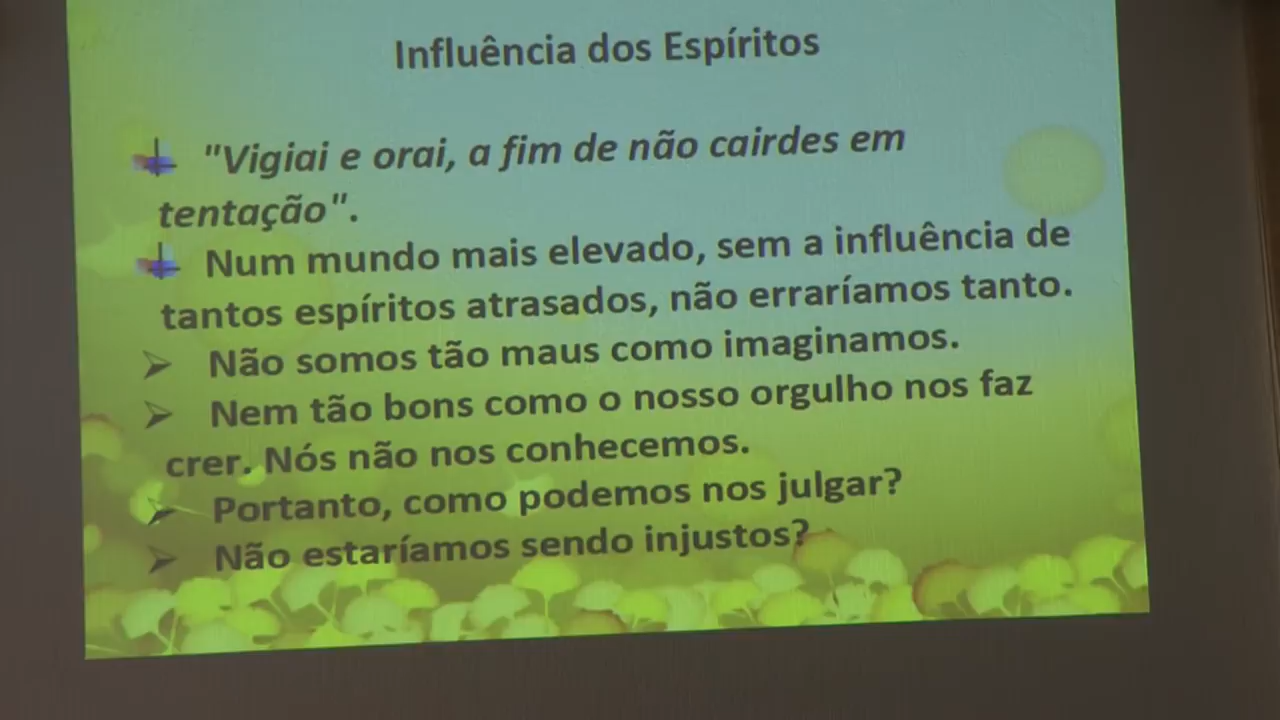 Influência dos Espíritos
"Vigiai e orai, a fim de não cairdes em
tentação".
Num mundo mais elevado, sem a influência de
tantos espíritos atrasados, não erraríamos tanto.
Não somos tão maus como imaginamos.
Nem tão bons como o nosso orgulho nos faz
crer. Nós não nos conhecemos.
Portanto, como podemos nos julgar?
Não estaríamos sendo injustos?